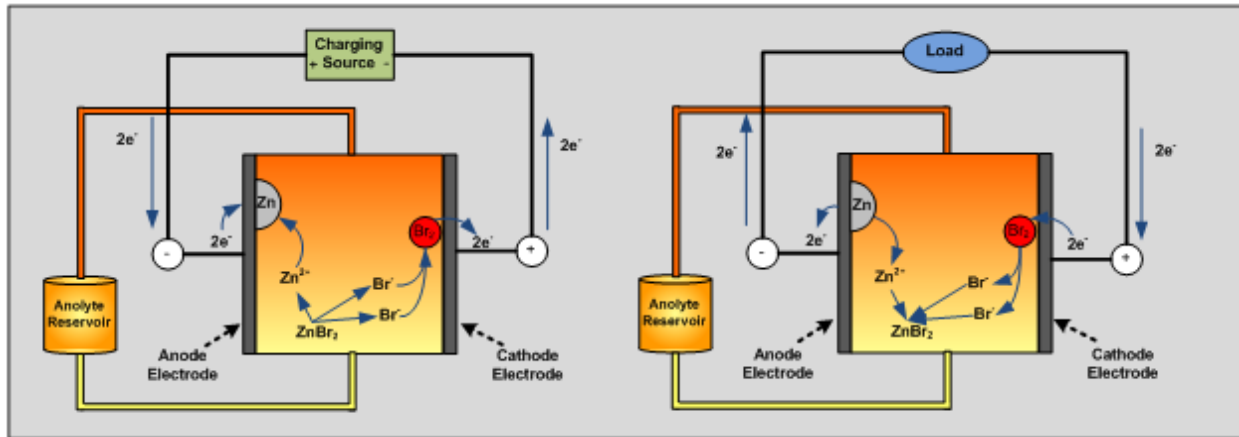 Charging
+ Source -
2e⁻
2e⁻
Zn
Br₂
2e⁻
2e⁻
-
+
Zn²⁺
Br⁻
Br⁻
ZnBr₂
Anolyte
Reservoir
Anode
Electrode
Cathode
Electrode
Load
2e⁻
2e⁻
Zn
Br₂
2e⁻
2e⁻
-
+
Zn²⁺
Br⁻
Br⁻
ZnBr₂
Anolyte
Reservoir
Anode
Electrode
Cathode
Electrode